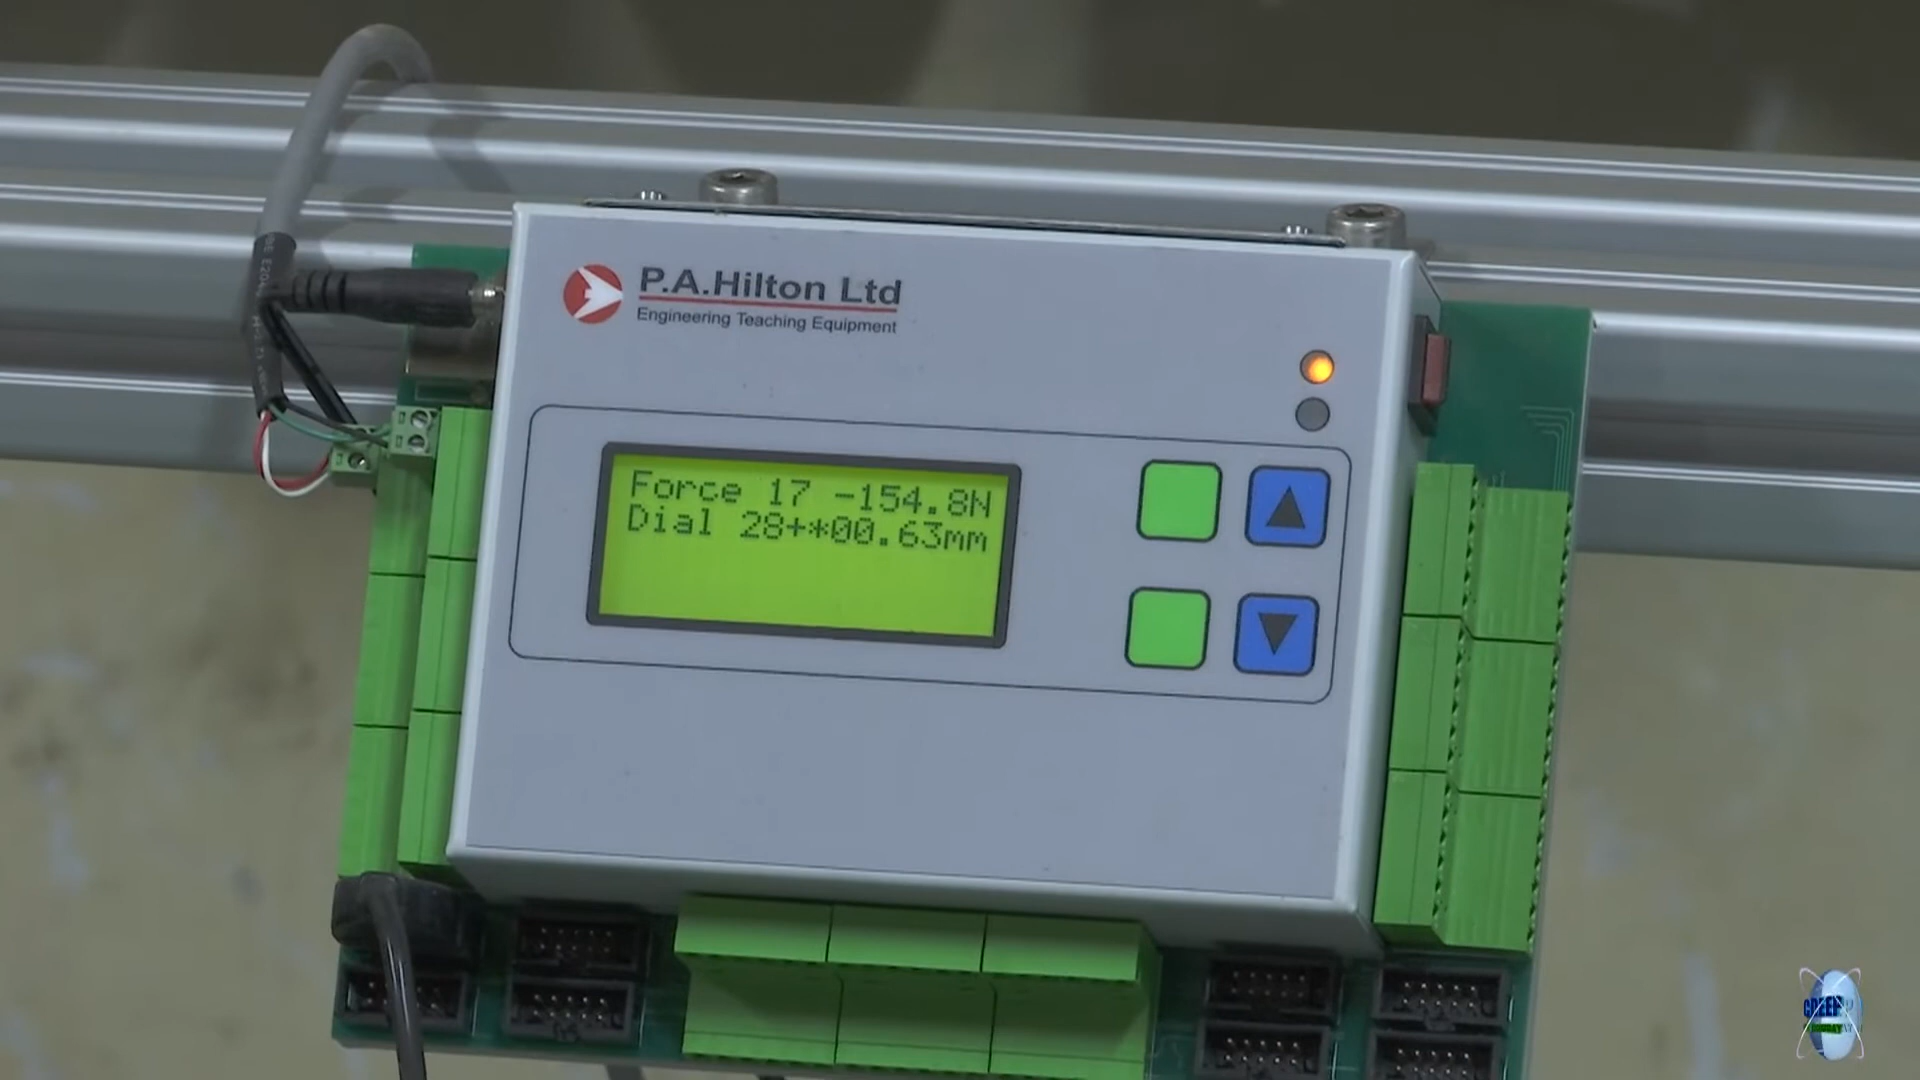 P.A.Hilton Ltd
Engineering Teaching Equipment
Force 17 -154.8N
Dial 28+*00.63mm